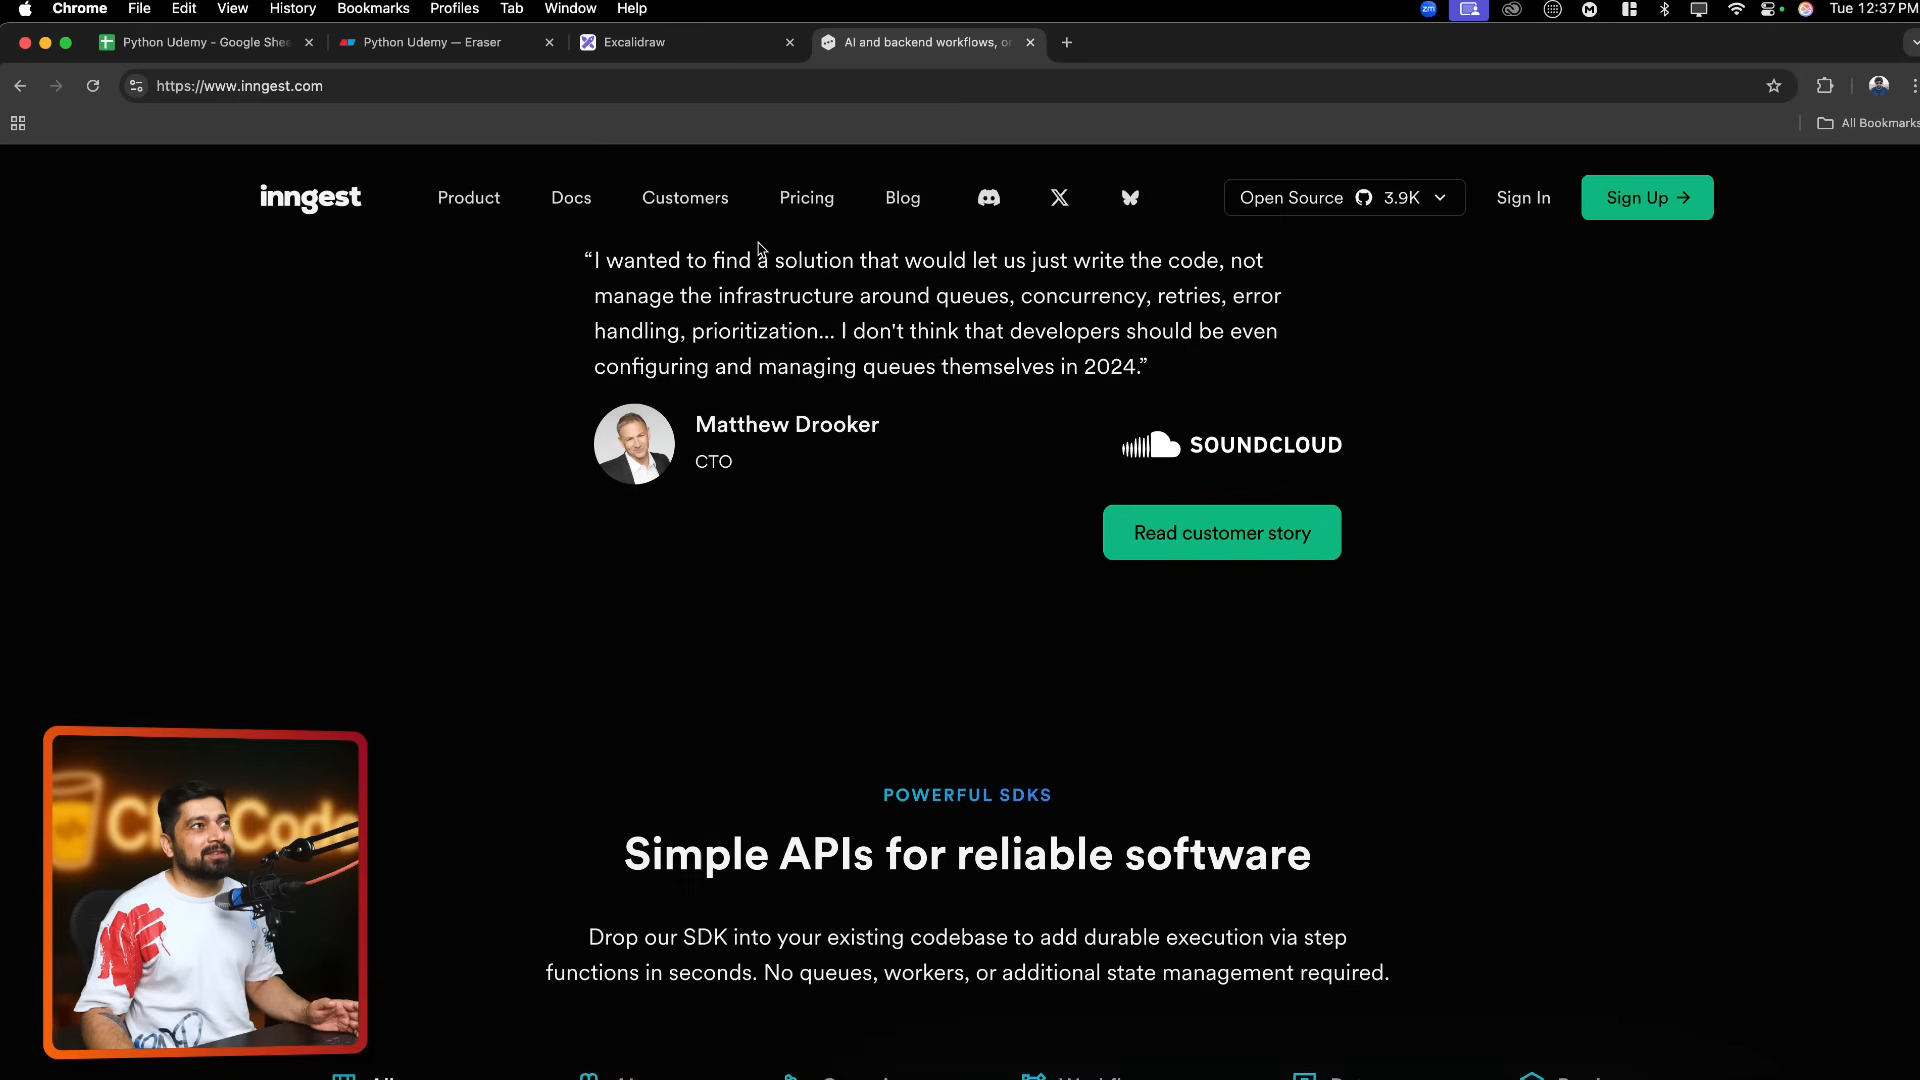 Chrome File Edit View History Bookmarks Profiles Tab Window Help
zm
Tue 12:37 PM
Python Udemy - Google Shee
Python Udemy — Eraser
Excalidraw
AI and backend workflows, or
https://www.inngest.com
All Bookmarks
inngest
Product Docs Customers Pricing Blog
Open Source 3.9K
Sign In
Sign Up →
“I wanted to find a solution that would let us just write the code, not
manage the infrastructure around queues, concurrency, retries, error
handling, prioritization... I don't think that developers should be even
configuring and managing queues themselves in 2024.”
Matthew Drooker
CTO
SOUNDCLOUD
Read customer story
POWERFUL SDKS
Simple APIs for reliable software
Drop our SDK into your existing codebase to add durable execution via step
functions in seconds. No queues, workers, or additional state management required.